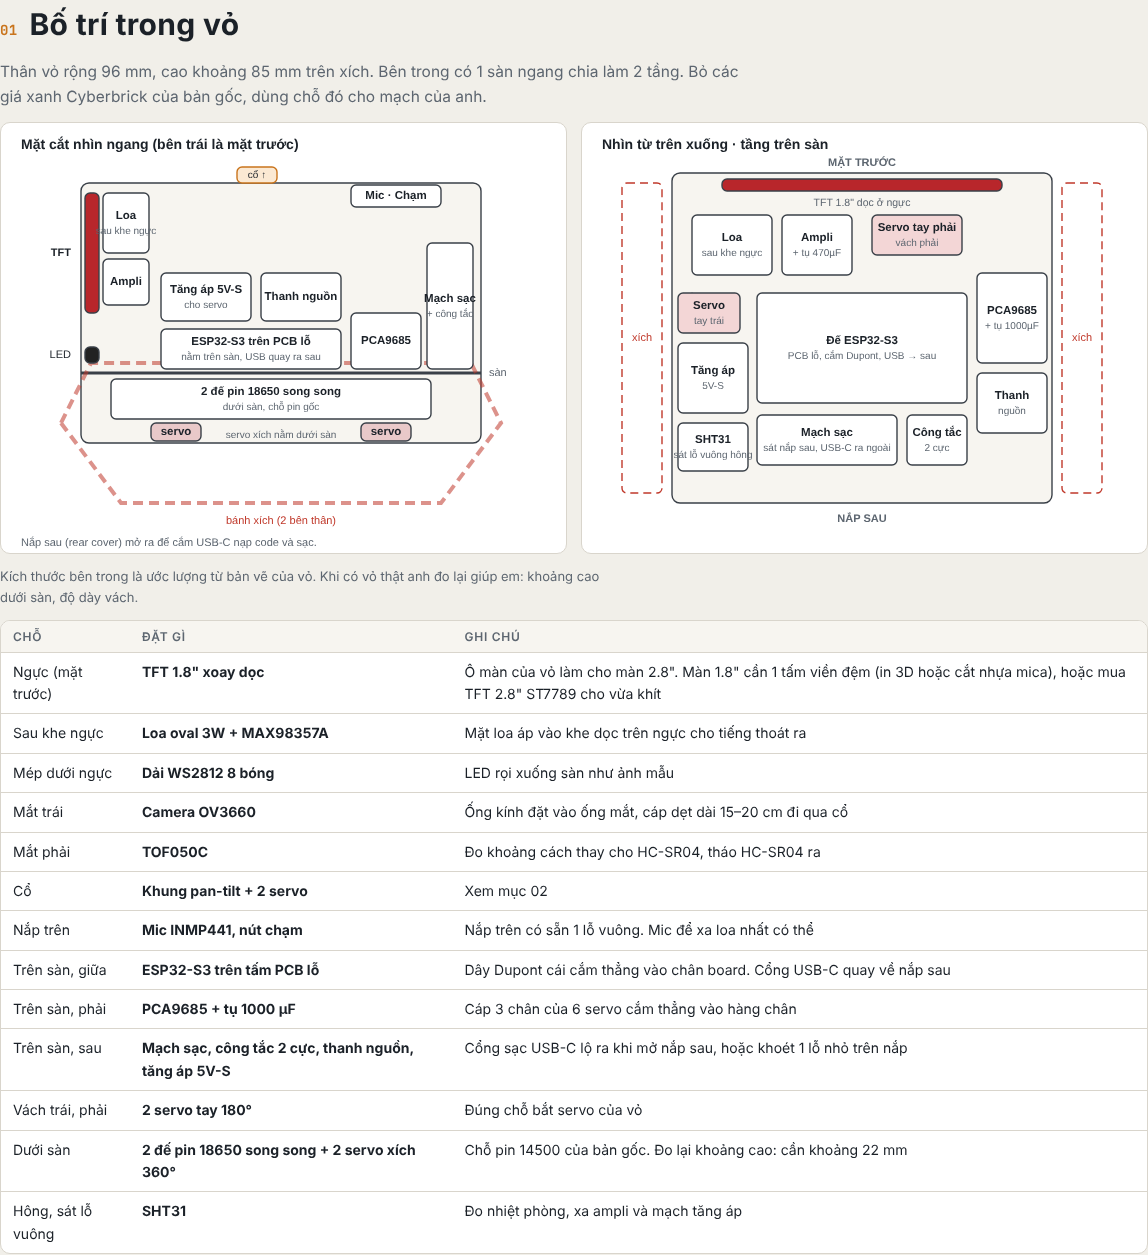 01 Bố trí trong vỏ
Thân vỏ rộng 96 mm, cao khoảng 85 mm trên xích. Bên trong có 1 sàn ngang chia làm 2 tầng. Bỏ các
giá xanh Cyberbrick của bản gốc, dùng chỗ đó cho mạch của anh.
Mặt cắt nhìn ngang (bên trái là mặt trước)
cổ ↑
Mic · Chạm
Loa
sau khe ngực
TFT
Ampli
Tăng áp 5V-S
cho servo
Thanh nguồn
Mạch sạc
+ công tắc
ESP32-S3 trên PCB lỗ
nằm trên sàn, USB quay ra sau
PCA9685
LED
sàn
2 đế pin 18650 song song
dưới sàn, chỗ pin gốc
servo
servo xích nằm dưới sàn
servo
bánh xích (2 bên thân)
Nắp sau (rear cover) mở ra để cắm USB-C nạp code và sạc.
Nhìn từ trên xuống · tầng trên sàn
MẶT TRƯỚC
TFT 1.8" dọc ở ngực
Loa
sau khe ngực
Ampli
+ tụ 470µF
Servo tay phải
vách phải
Servo
tay trái
PCA9685
+ tụ 1000µF
xích
Đế ESP32-S3
PCB lỗ, cắm Dupont, USB → sau
xích
Tăng áp
5V-S
Thanh
nguồn
SHT31
sát lỗ vuông hông
Mạch sạc
sát nắp sau, USB-C ra ngoài
Công tắc
2 cực
NẮP SAU
Kích thước bên trong là ước lượng từ bản vẽ của vỏ. Khi có vỏ thật anh đo lại giúp em: khoảng cao
dưới sàn, độ dày vách.
CHỖ ĐẶT GÌ GHI CHÚ
Ngực (mặt trước) TFT 1.8" xoay dọc Ô màn của vỏ làm cho màn 2.8". Màn 1.8" cần 1 tấm viền đệm (in 3D hoặc cắt nhựa mica), hoặc mua
TFT 2.8" ST7789 cho vừa khít
Sau khe ngực Loa oval 3W + MAX98357A Mặt loa áp vào khe dọc trên ngực cho tiếng thoát ra
Mép dưới ngực Dải WS2812 8 bóng LED rọi xuống sàn như ảnh mẫu
Mắt trái Camera OV3660 Ống kính đặt vào ống mắt, cáp dẹt dài 15–20 cm đi qua cổ
Mắt phải TOF050C Đo khoảng cách thay cho HC-SR04, tháo HC-SR04 ra
Cổ Khung pan-tilt + 2 servo Xem mục 02
Nắp trên Mic INMP441, nút chạm Nắp trên có sẵn 1 lỗ vuông. Mic để xa loa nhất có thể
Trên sàn, giữa ESP32-S3 trên tấm PCB lỗ Dây Dupont cái cắm thẳng vào chân board. Cổng USB-C quay về nắp sau
Trên sàn, phải PCA9685 + tụ 1000 µF Cáp 3 chân của 6 servo cắm thẳng vào hàng chân
Trên sàn, sau Mạch sạc, công tắc 2 cực, thanh nguồn,
tăng áp 5V-S Cổng sạc USB-C lộ ra khi mở nắp sau, hoặc khoét 1 lỗ nhỏ trên nắp
Vách trái, phải 2 servo tay 180° Đúng chỗ bắt servo của vỏ
Dưới sàn 2 đế pin 18650 song song + 2 servo xích
360° Chỗ pin 14500 của bản gốc. Đo lại khoảng cao: cần khoảng 22 mm
Hông, sát lỗ
vuông SHT31 Đo nhiệt phòng, xa ampli và mạch tăng áp